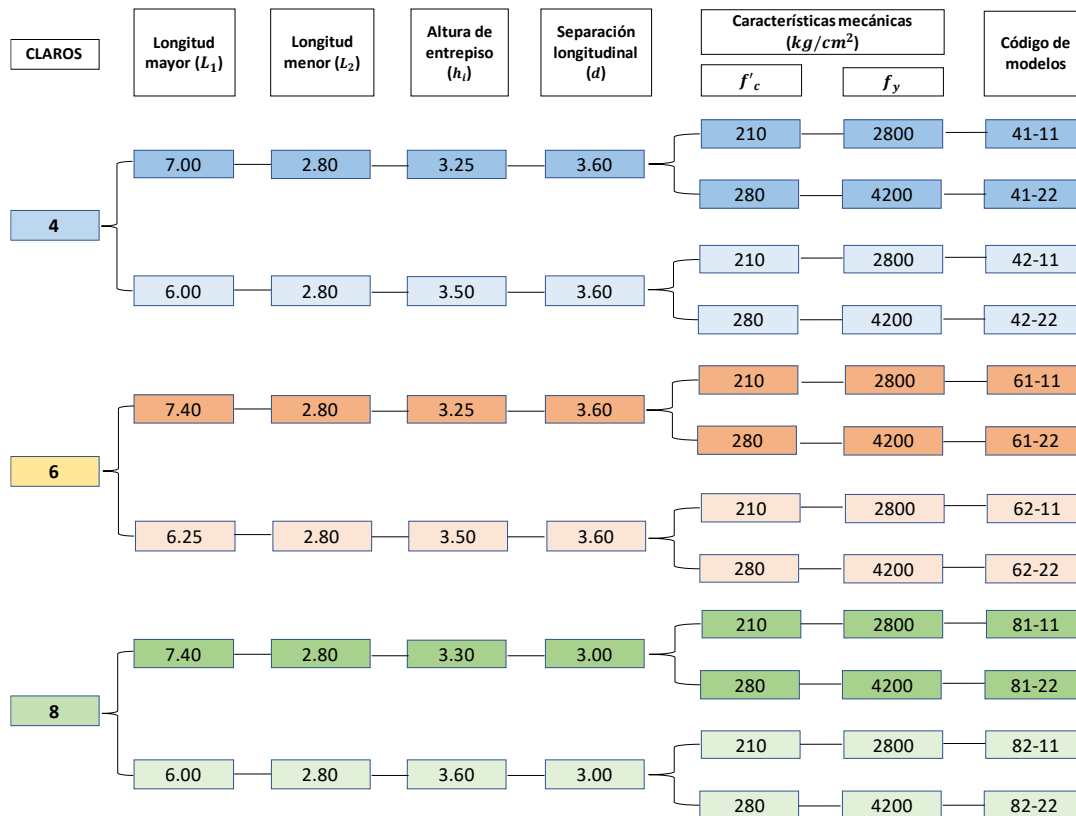 CLAROS
Longitud
mayor (L₁)
Longitud
menor (L₂)
Altura de
entrepiso
(hᵢ)
Separación
longitudinal
(d)
Características mecánicas
(kg/cm²)
f'c
fy
Código de
modelos
4
7.00 2.80 3.25 3.60
210 2800 41-11
280 4200 41-22
6.00 2.80 3.50 3.60
210 2800 42-11
280 4200 42-22
6
7.40 2.80 3.25 3.60
210 2800 61-11
280 4200 61-22
6.25 2.80 3.50 3.60
210 2800 62-11
280 4200 62-22
8
7.40 2.80 3.30 3.00
210 2800 81-11
280 4200 81-22
6.00 2.80 3.60 3.00
210 2800 82-11
280 4200 82-22